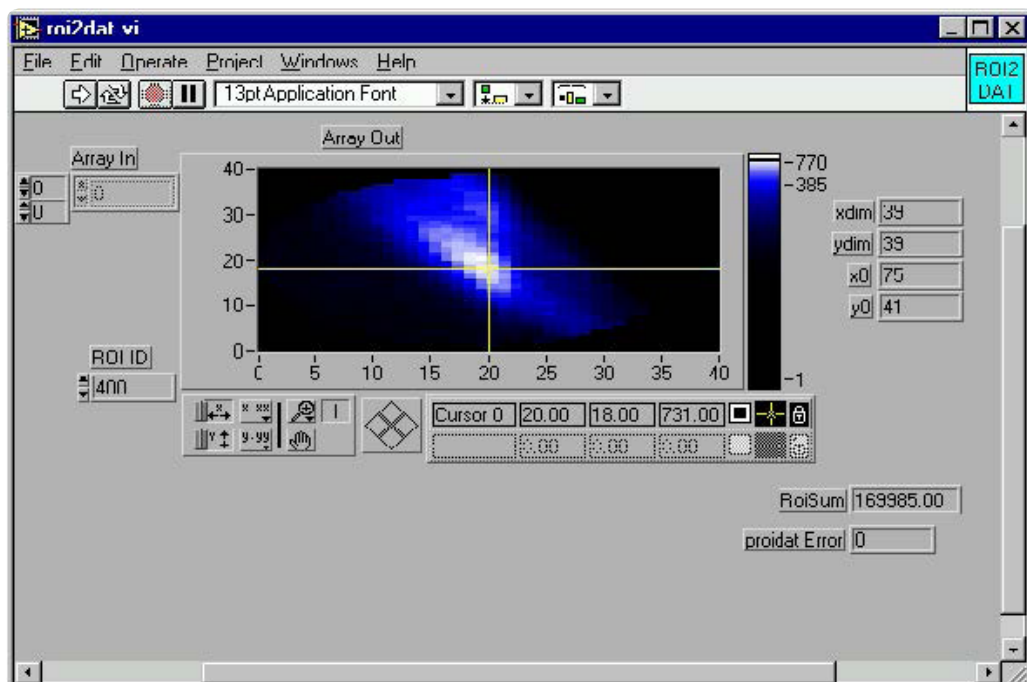 roi2dat vi
File Edit Operate Project Windows Help
ROI2
DAT
13pt Application Font
Array Out
Array In
0
0
0
40
30
20
10
0
0 5 10 15 20 25 30 35 40
770
385
-1
xdim 39
ydim 39
x0 75
y0 41
ROI ID
400
Cursor 0 20.00 18.00 731.00
RoiSum 169985.00
proidat Error 0